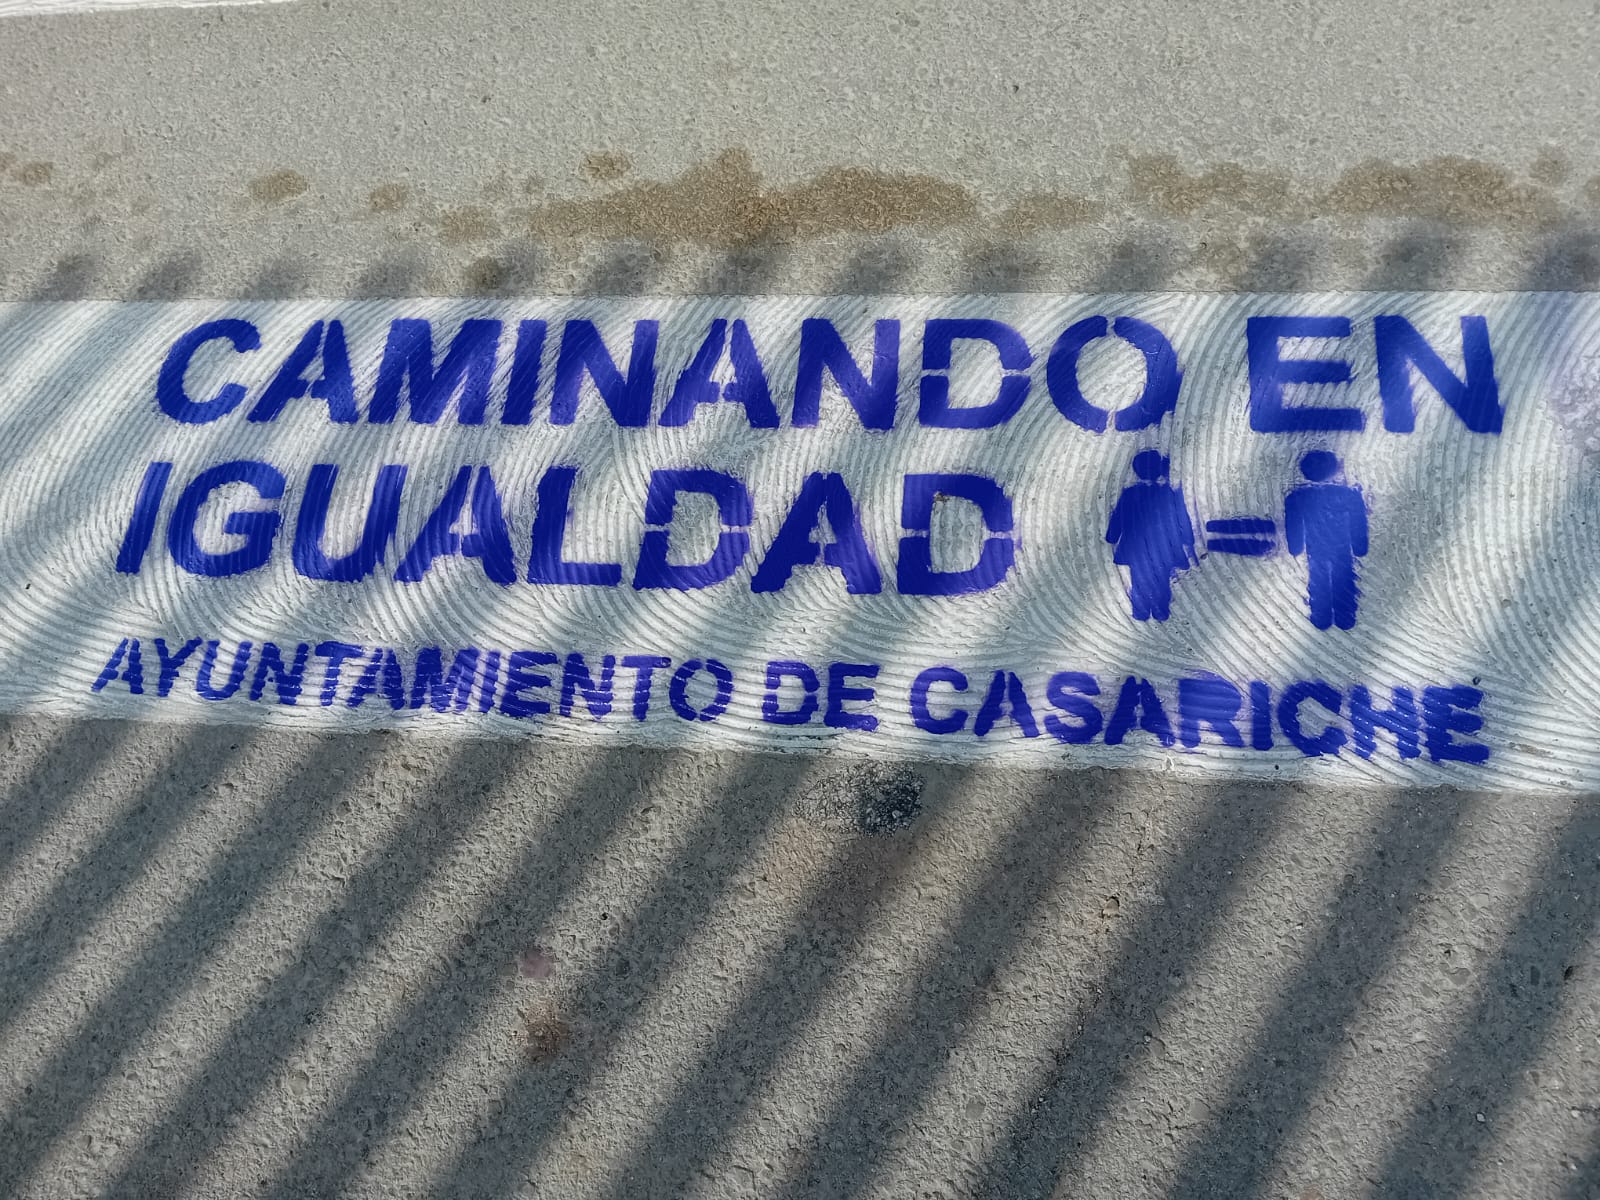 CAMINANDO EN
IGUALDAD =
AYUNTAMIENTO DE CASARICHE